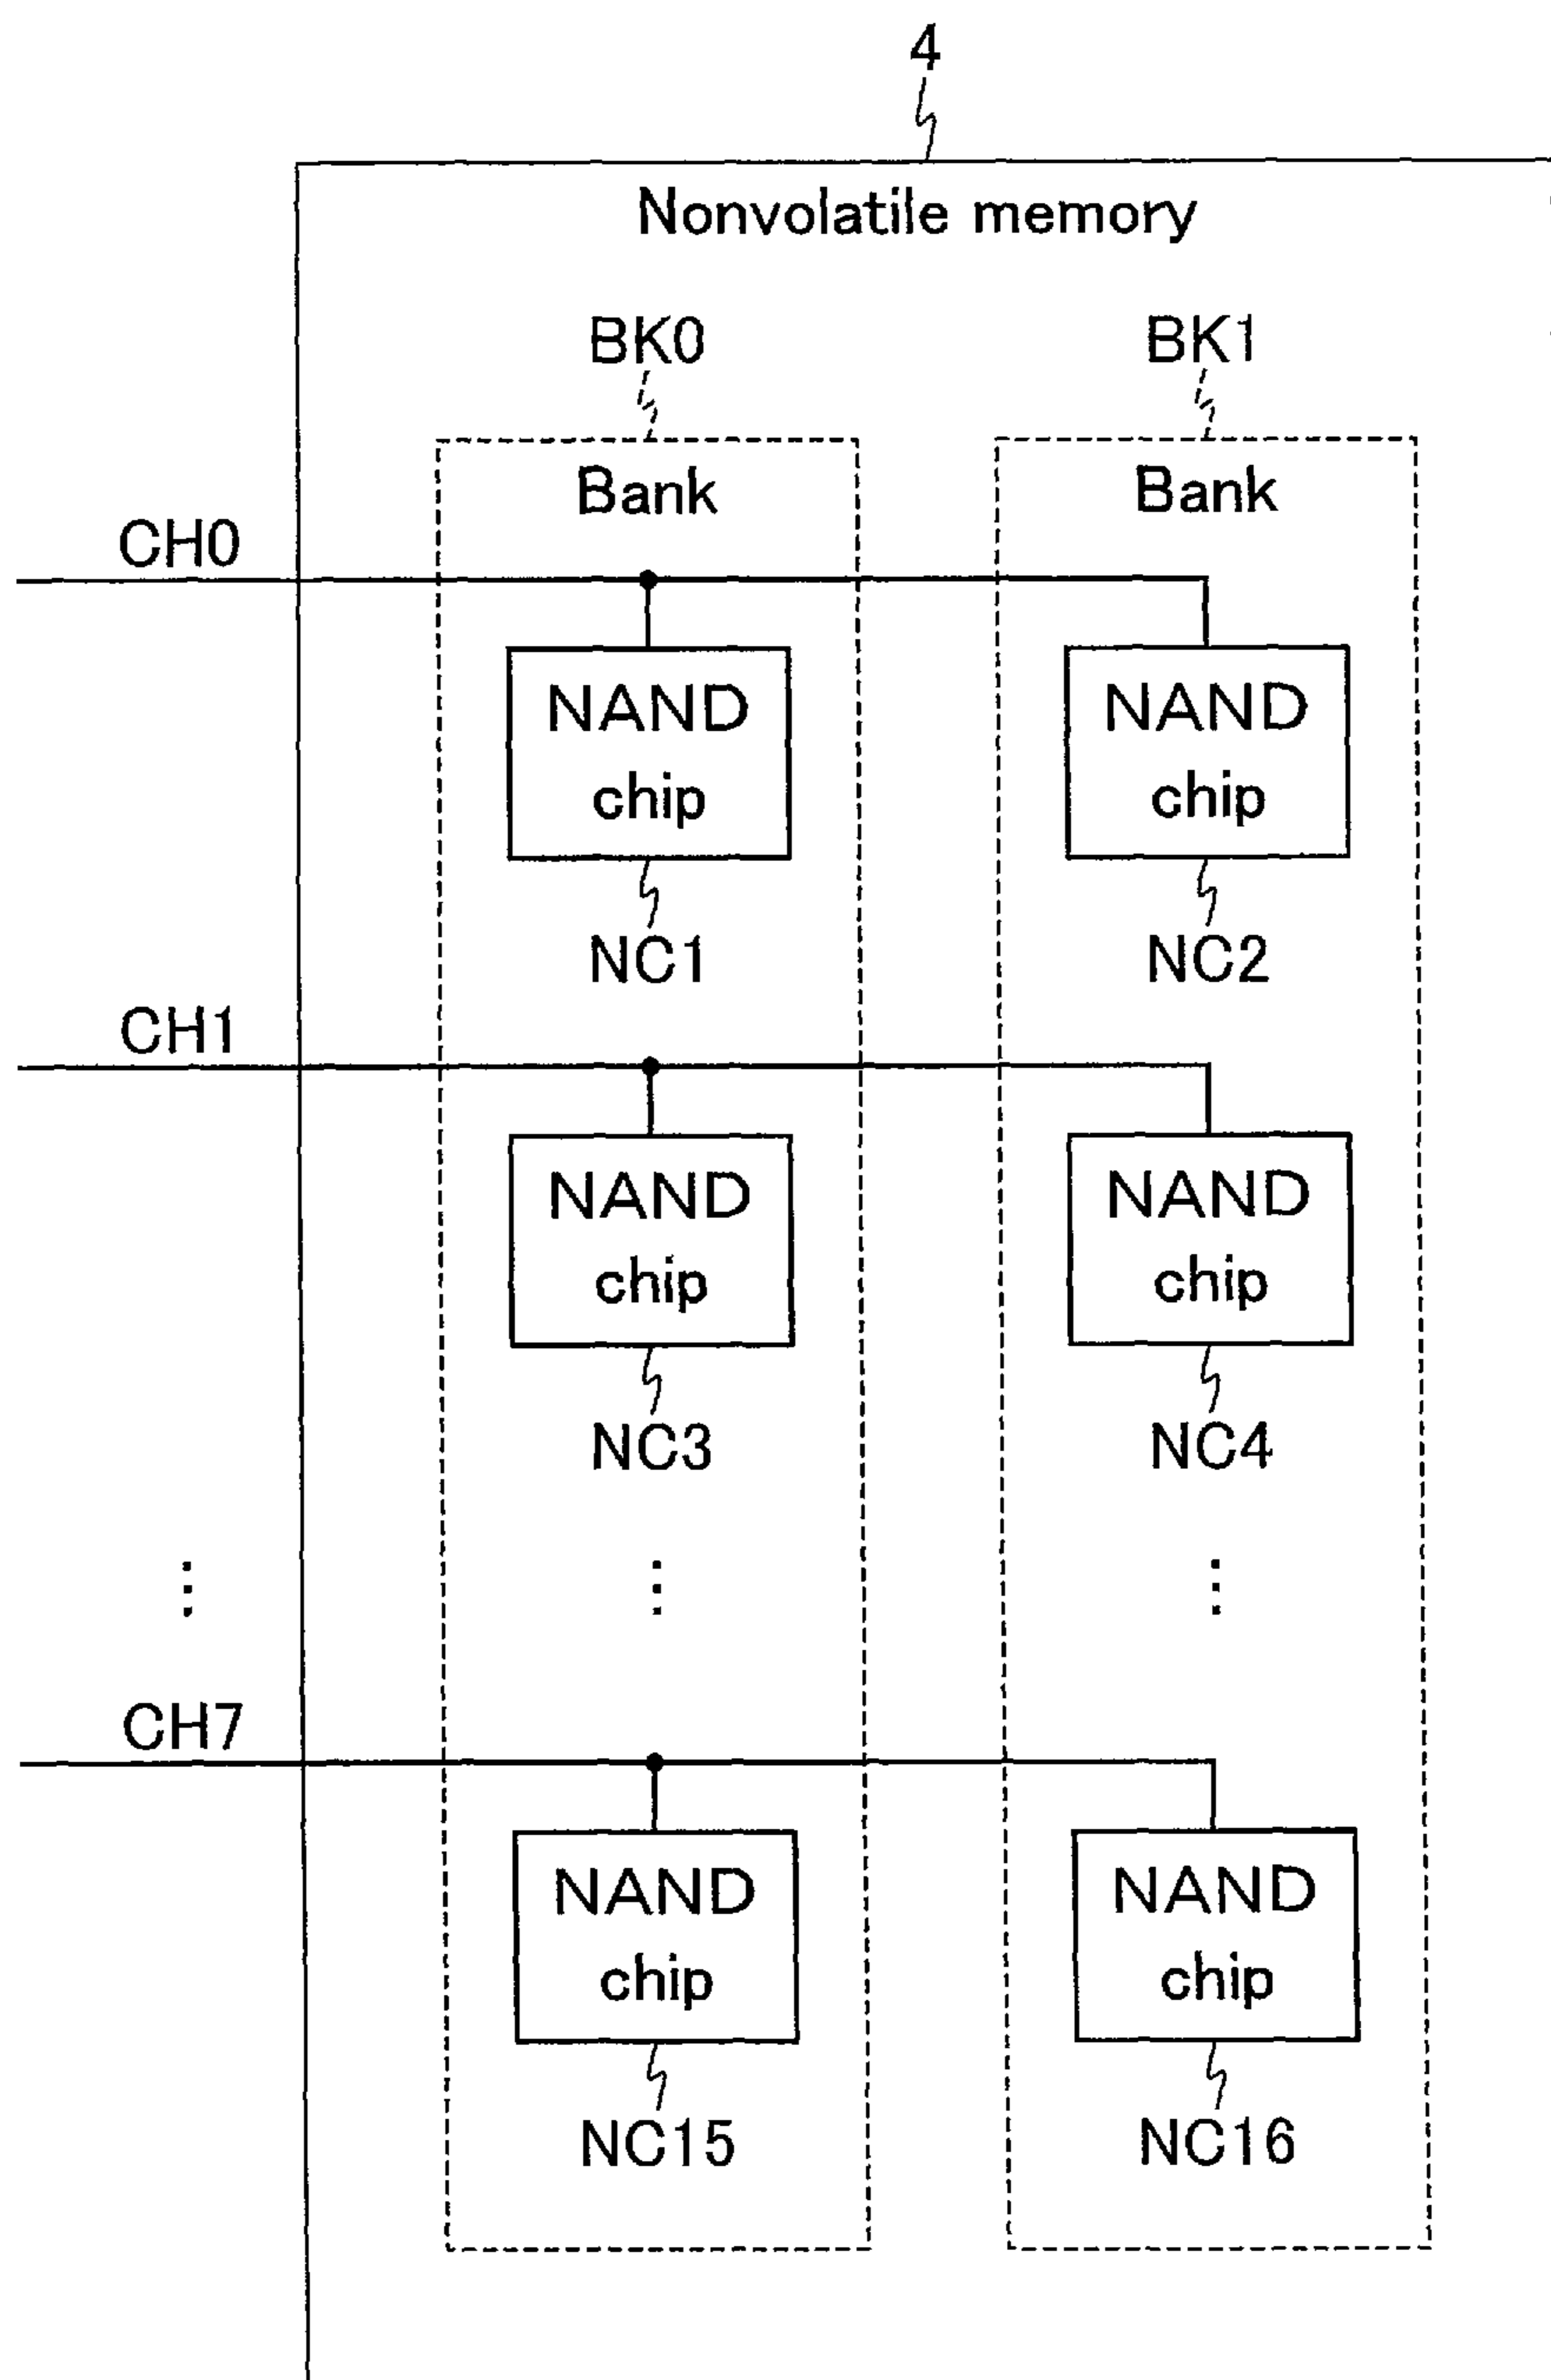 4
Nonvolatile memory
BK0 BK1
Bank Bank
CH0
NAND NAND
chip chip
NC1 NC2
CH1
NAND NAND
chip chip
NC3 NC4
CH7
NAND NAND
chip chip
NC15 NC16